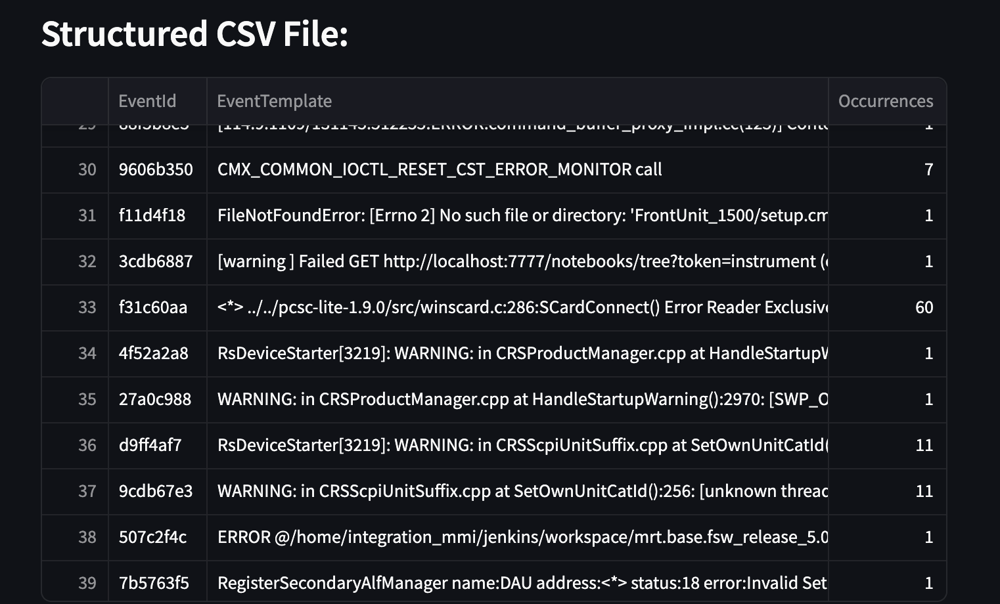 Structured CSV File:
EventId EventTemplate Occurrences
30 9606b350 CMX_COMMON_IOCTL_RESET_CST_ERROR_MONITOR call 7
31 f11d4f18 FileNotFoundError: [Errno 2] No such file or directory: 'FrontUnit_1500/setup.cm 1
32 3cdb6887 [warning ] Failed GET http://localhost:7777/notebooks/tree?token=instrument ( 1
33 f31c60aa <*> ../../pcsc-lite-1.9.0/src/winscard.c:286:SCardConnect() Error Reader Exclusive 60
34 4f52a2a8 RsDeviceStarter[3219]: WARNING: in CRSProductManager.cpp at HandleStartupW 1
35 27a0c988 WARNING: in CRSProductManager.cpp at HandleStartupWarning():2970: [SWP_O 1
36 d9ff4af7 RsDeviceStarter[3219]: WARNING: in CRSScpiUnitSuffix.cpp at SetOwnUnitCatId( 11
37 9cdb67e3 WARNING: in CRSScpiUnitSuffix.cpp at SetOwnUnitCatId():256: [unknown thread 11
38 507c2f4c ERROR @/home/integration_mmi/jenkins/workspace/mrt.base.fsw_release_5.0 1
39 7b5763f5 RegisterSecondaryAlfManager name:DAU address:<*> status:18 error:Invalid Set 1